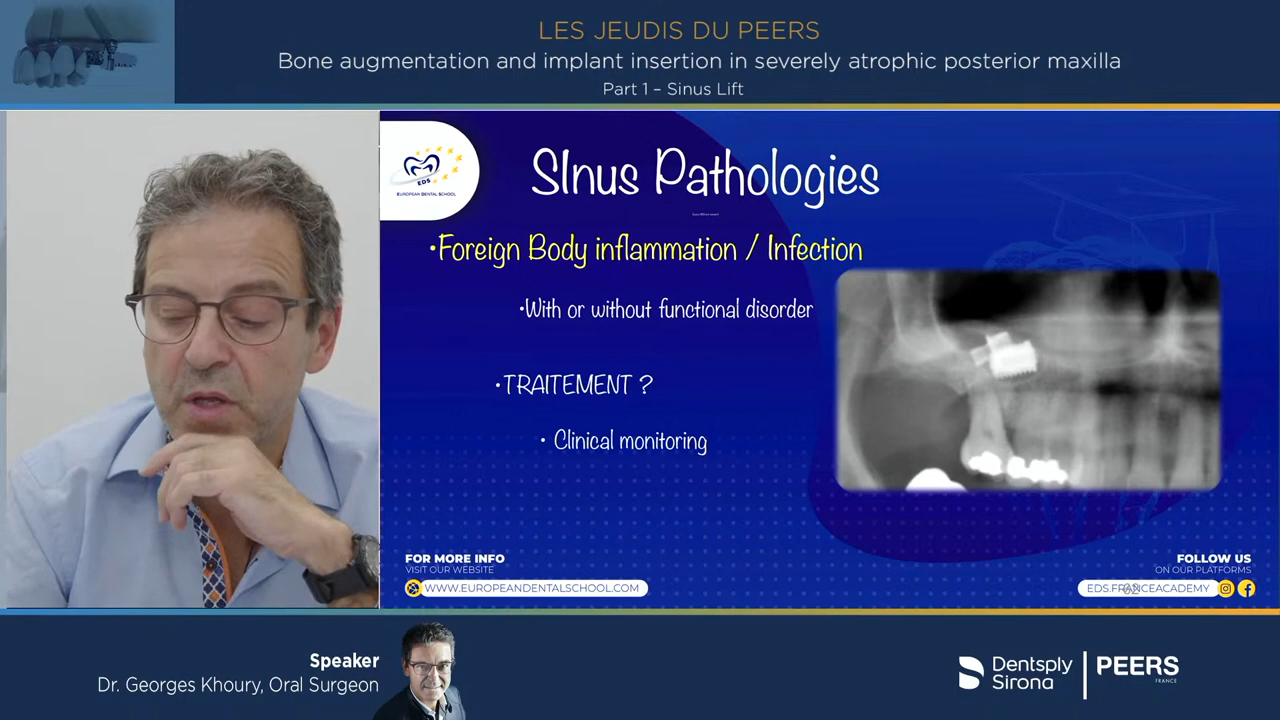 LES JEUDIS DU PEERS
Bone augmentation and implant insertion in severely atrophic posterior maxilla
Part 1 – Sinus Lift
EDS
EUROPEAN DENTAL SCHOOL
SInus Pathologies
•Foreign Body inflammation / Infection
•With or without functional disorder
•TRAITEMENT ?
• Clinical monitoring
FOR MORE INFO
VISIT OUR WEBSITE
WWW.EUROPEANDENTALSCHOOL.COM
FOLLOW US
ON OUR PLATFORMS
EDS.FRANCEACADEMY
62
Speaker
Dr. Georges Khoury, Oral Surgeon
Dentsply
Sirona
PEERS
FRANCE